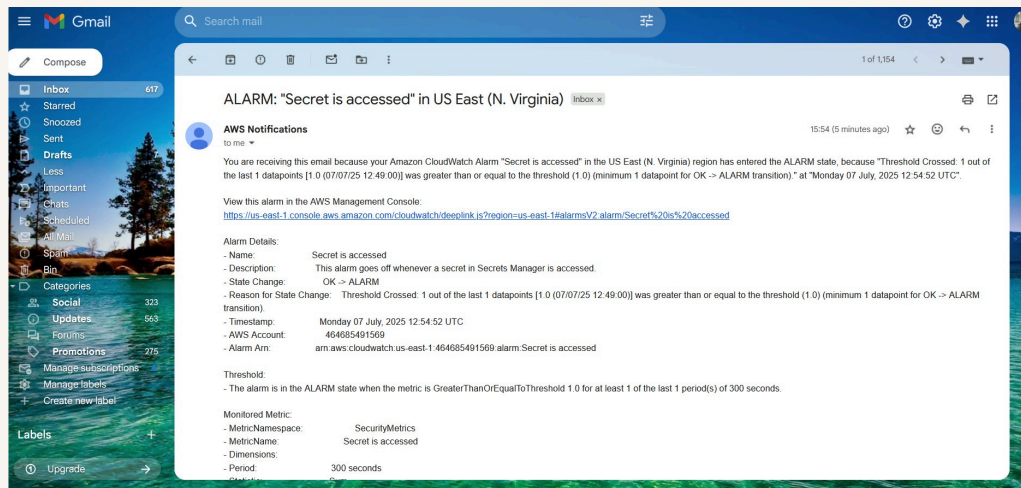 Gmail
Search mail
Compose
1 of 1,154
Inbox 617
Starred
Snoozed
Sent
Drafts
Less
Important
Chats
Scheduled
All Mail
Spam
Bin
Categories
Social 323
Updates 563
Forums
Promotions 275
Manage subscriptions
Manage labels
Create new label
Labels
Upgrade
ALARM: "Secret is accessed" in US East (N. Virginia) Inbox ×
AWS Notifications 15:54 (5 minutes ago)
to me
You are receiving this email because your Amazon CloudWatch Alarm "Secret is accessed" in the US East (N. Virginia) region has entered the ALARM state, because "Threshold Crossed: 1 out of
the last 1 datapoints [1.0 (07/07/25 12:49:00)] was greater than or equal to the threshold (1.0) (minimum 1 datapoint for OK -> ALARM transition)." at "Monday 07 July, 2025 12:54:52 UTC".
View this alarm in the AWS Management Console:
https://us-east-1.console.aws.amazon.com/cloudwatch/deeplink.js?region=us-east-1#alarmsV2:alarm/Secret%20is%20accessed
Alarm Details:
- Name: Secret is accessed
- Description: This alarm goes off whenever a secret in Secrets Manager is accessed.
- State Change: OK -> ALARM
- Reason for State Change: Threshold Crossed: 1 out of the last 1 datapoints [1.0 (07/07/25 12:49:00)] was greater than or equal to the threshold (1.0) (minimum 1 datapoint for OK -> ALARM
transition).
- Timestamp: Monday 07 July, 2025 12:54:52 UTC
- AWS Account: 464685491569
- Alarm Arn: arn:aws:cloudwatch:us-east-1:464685491569:alarm:Secret is accessed
Threshold:
- The alarm is in the ALARM state when the metric is GreaterThanOrEqualToThreshold 1.0 for at least 1 of the last 1 period(s) of 300 seconds.
Monitored Metric:
- MetricNamespace: SecurityMetrics
- MetricName: Secret is accessed
- Dimensions:
- Period: 300 seconds